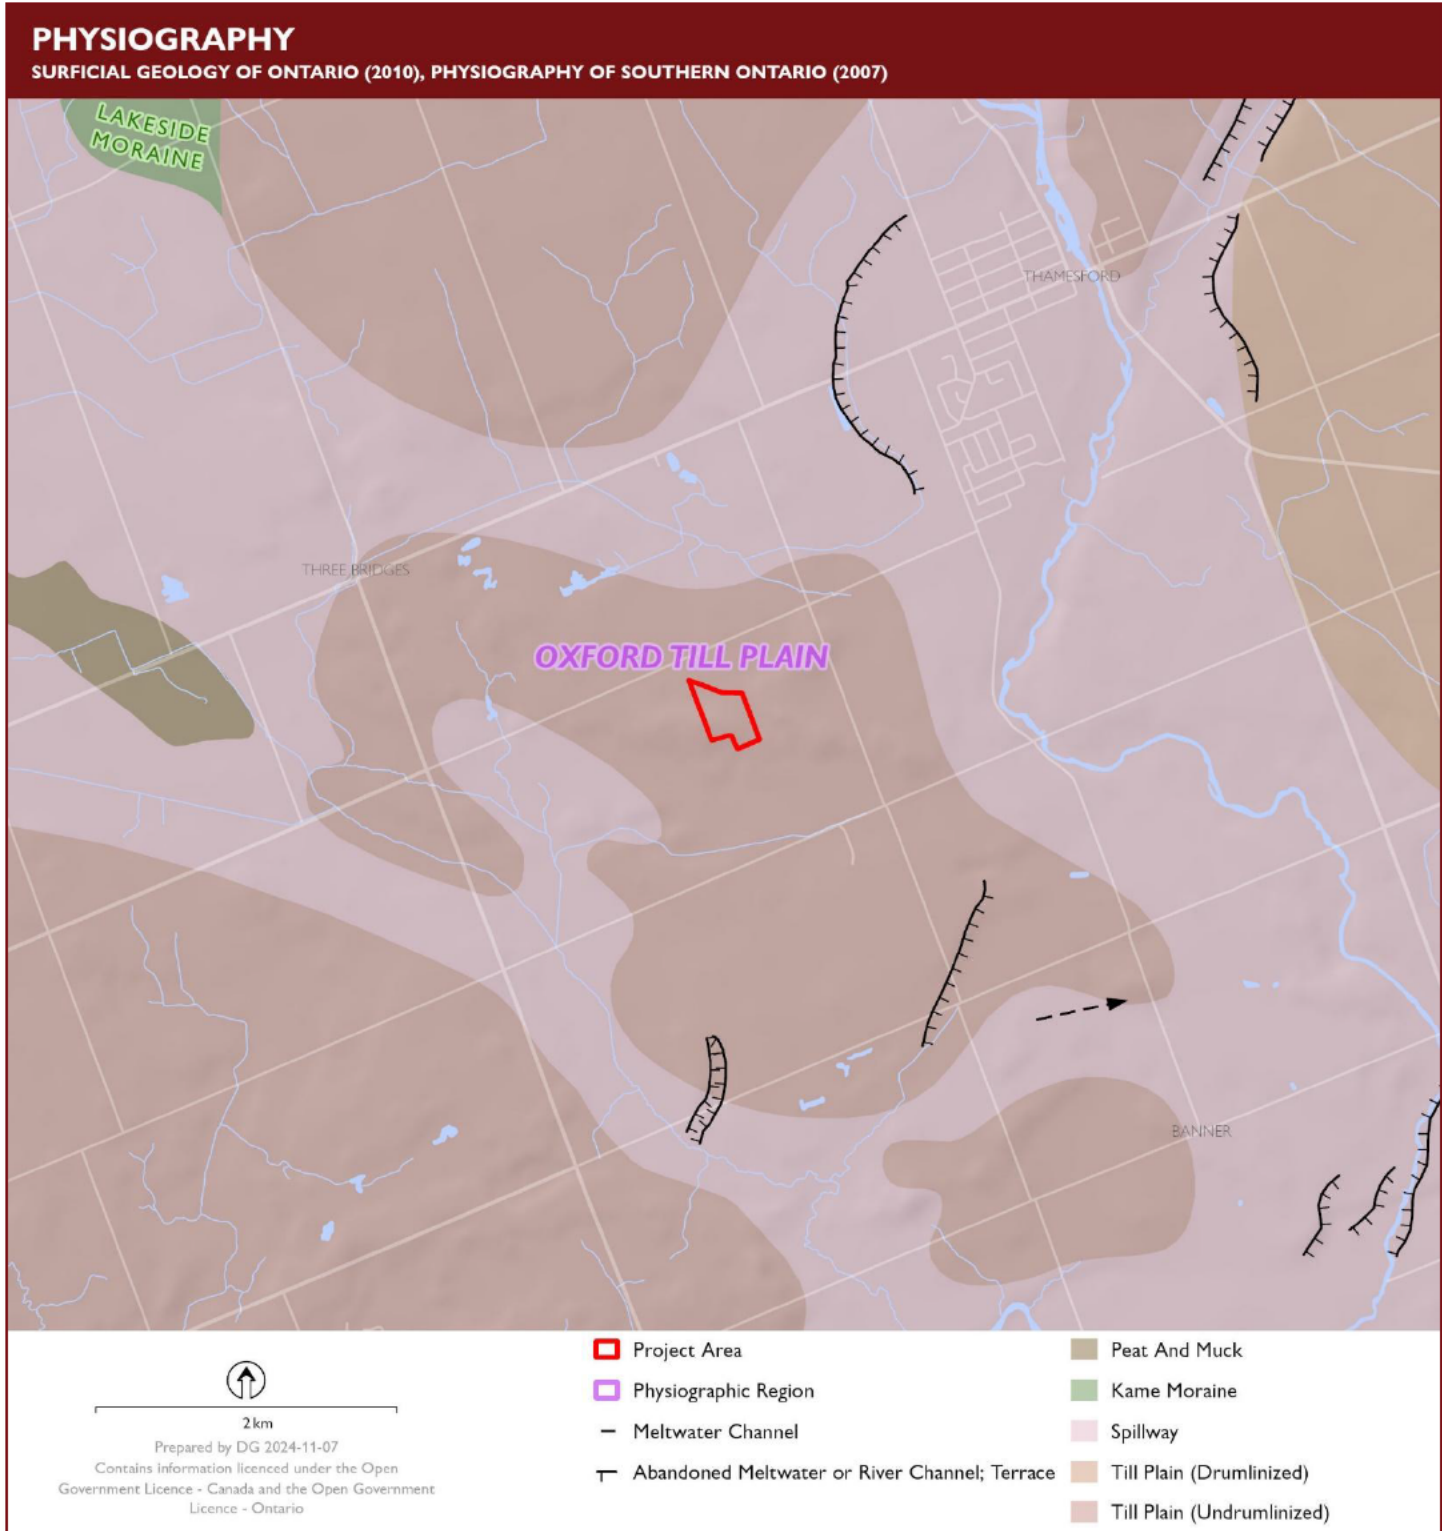 PHYSIOGRAPHY
SURFICIAL GEOLOGY OF ONTARIO (2010), PHYSIOGRAPHY OF SOUTHERN ONTARIO (2007)
LAKESIDE
MORAINE
THAMESFORD
THREE BRIDGES
OXFORD TILL PLAIN
BANNER
2 km
Prepared by DG 2024-11-07
Contains information licenced under the Open
Government Licence - Canada and the Open Government
Licence - Ontario
Project Area
Physiographic Region
Meltwater Channel
Abandoned Meltwater or River Channel; Terrace
Peat And Muck
Kame Moraine
Spillway
Till Plain (Drumlinized)
Till Plain (Undrumlinized)